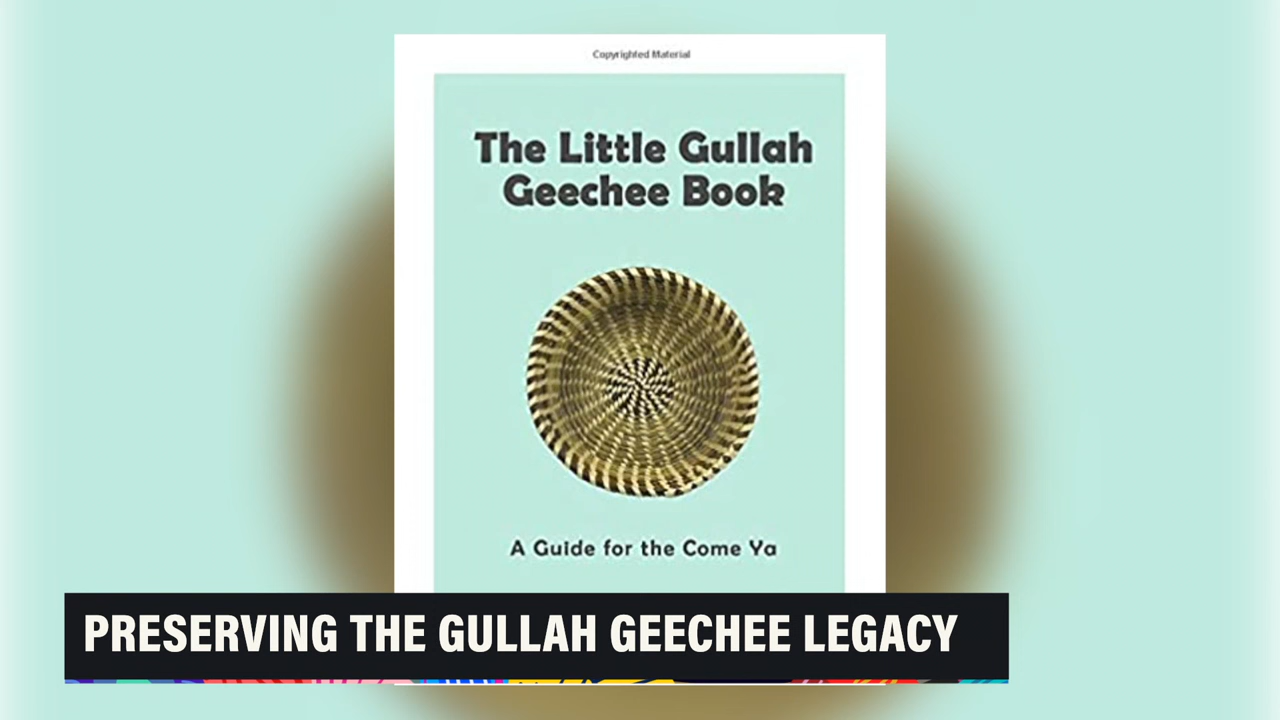 Copyrighted Material
The Little Gullah
Geechee Book
A Guide for the Come Ya
PRESERVING THE GULLAH GEECHEE LEGACY